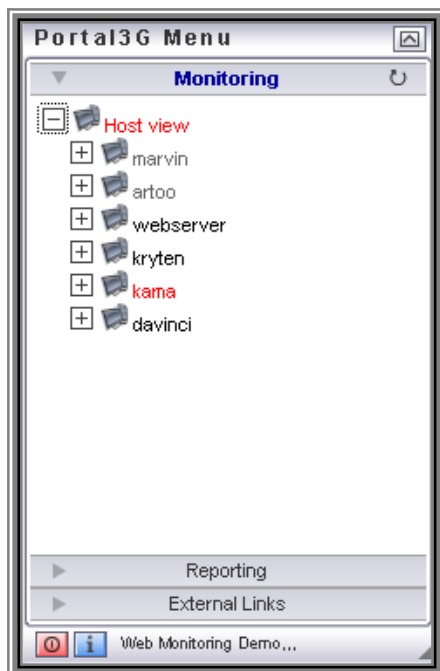 Portal3G Menu
Monitoring
Host view
marvin
artoo
webserver
kryten
kama
davinci
Reporting
External Links
Web Monitoring Demo...